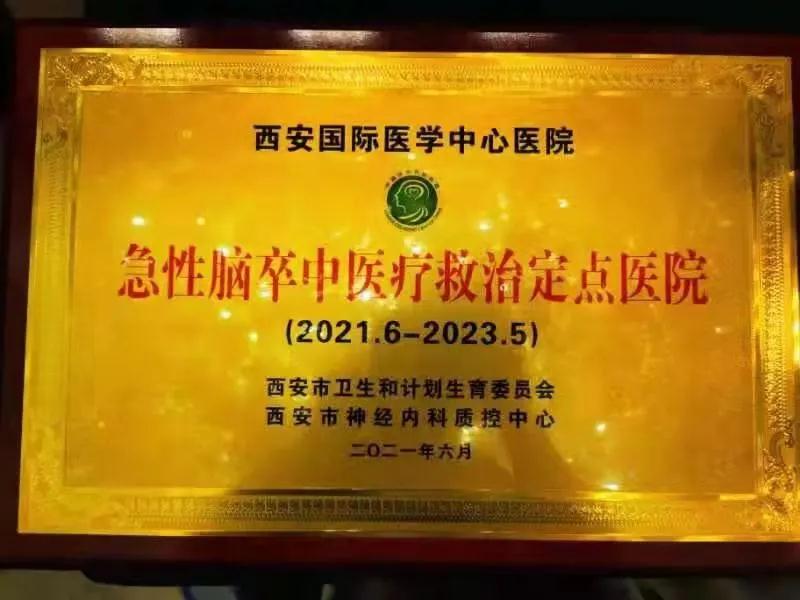 西安国际医学中心医院
急性脑卒中医疗救治定点医院
(2021.6-2023.5)
西安市卫生和计划生育委员会
西安市神经内科质控中心
二〇二一年六月